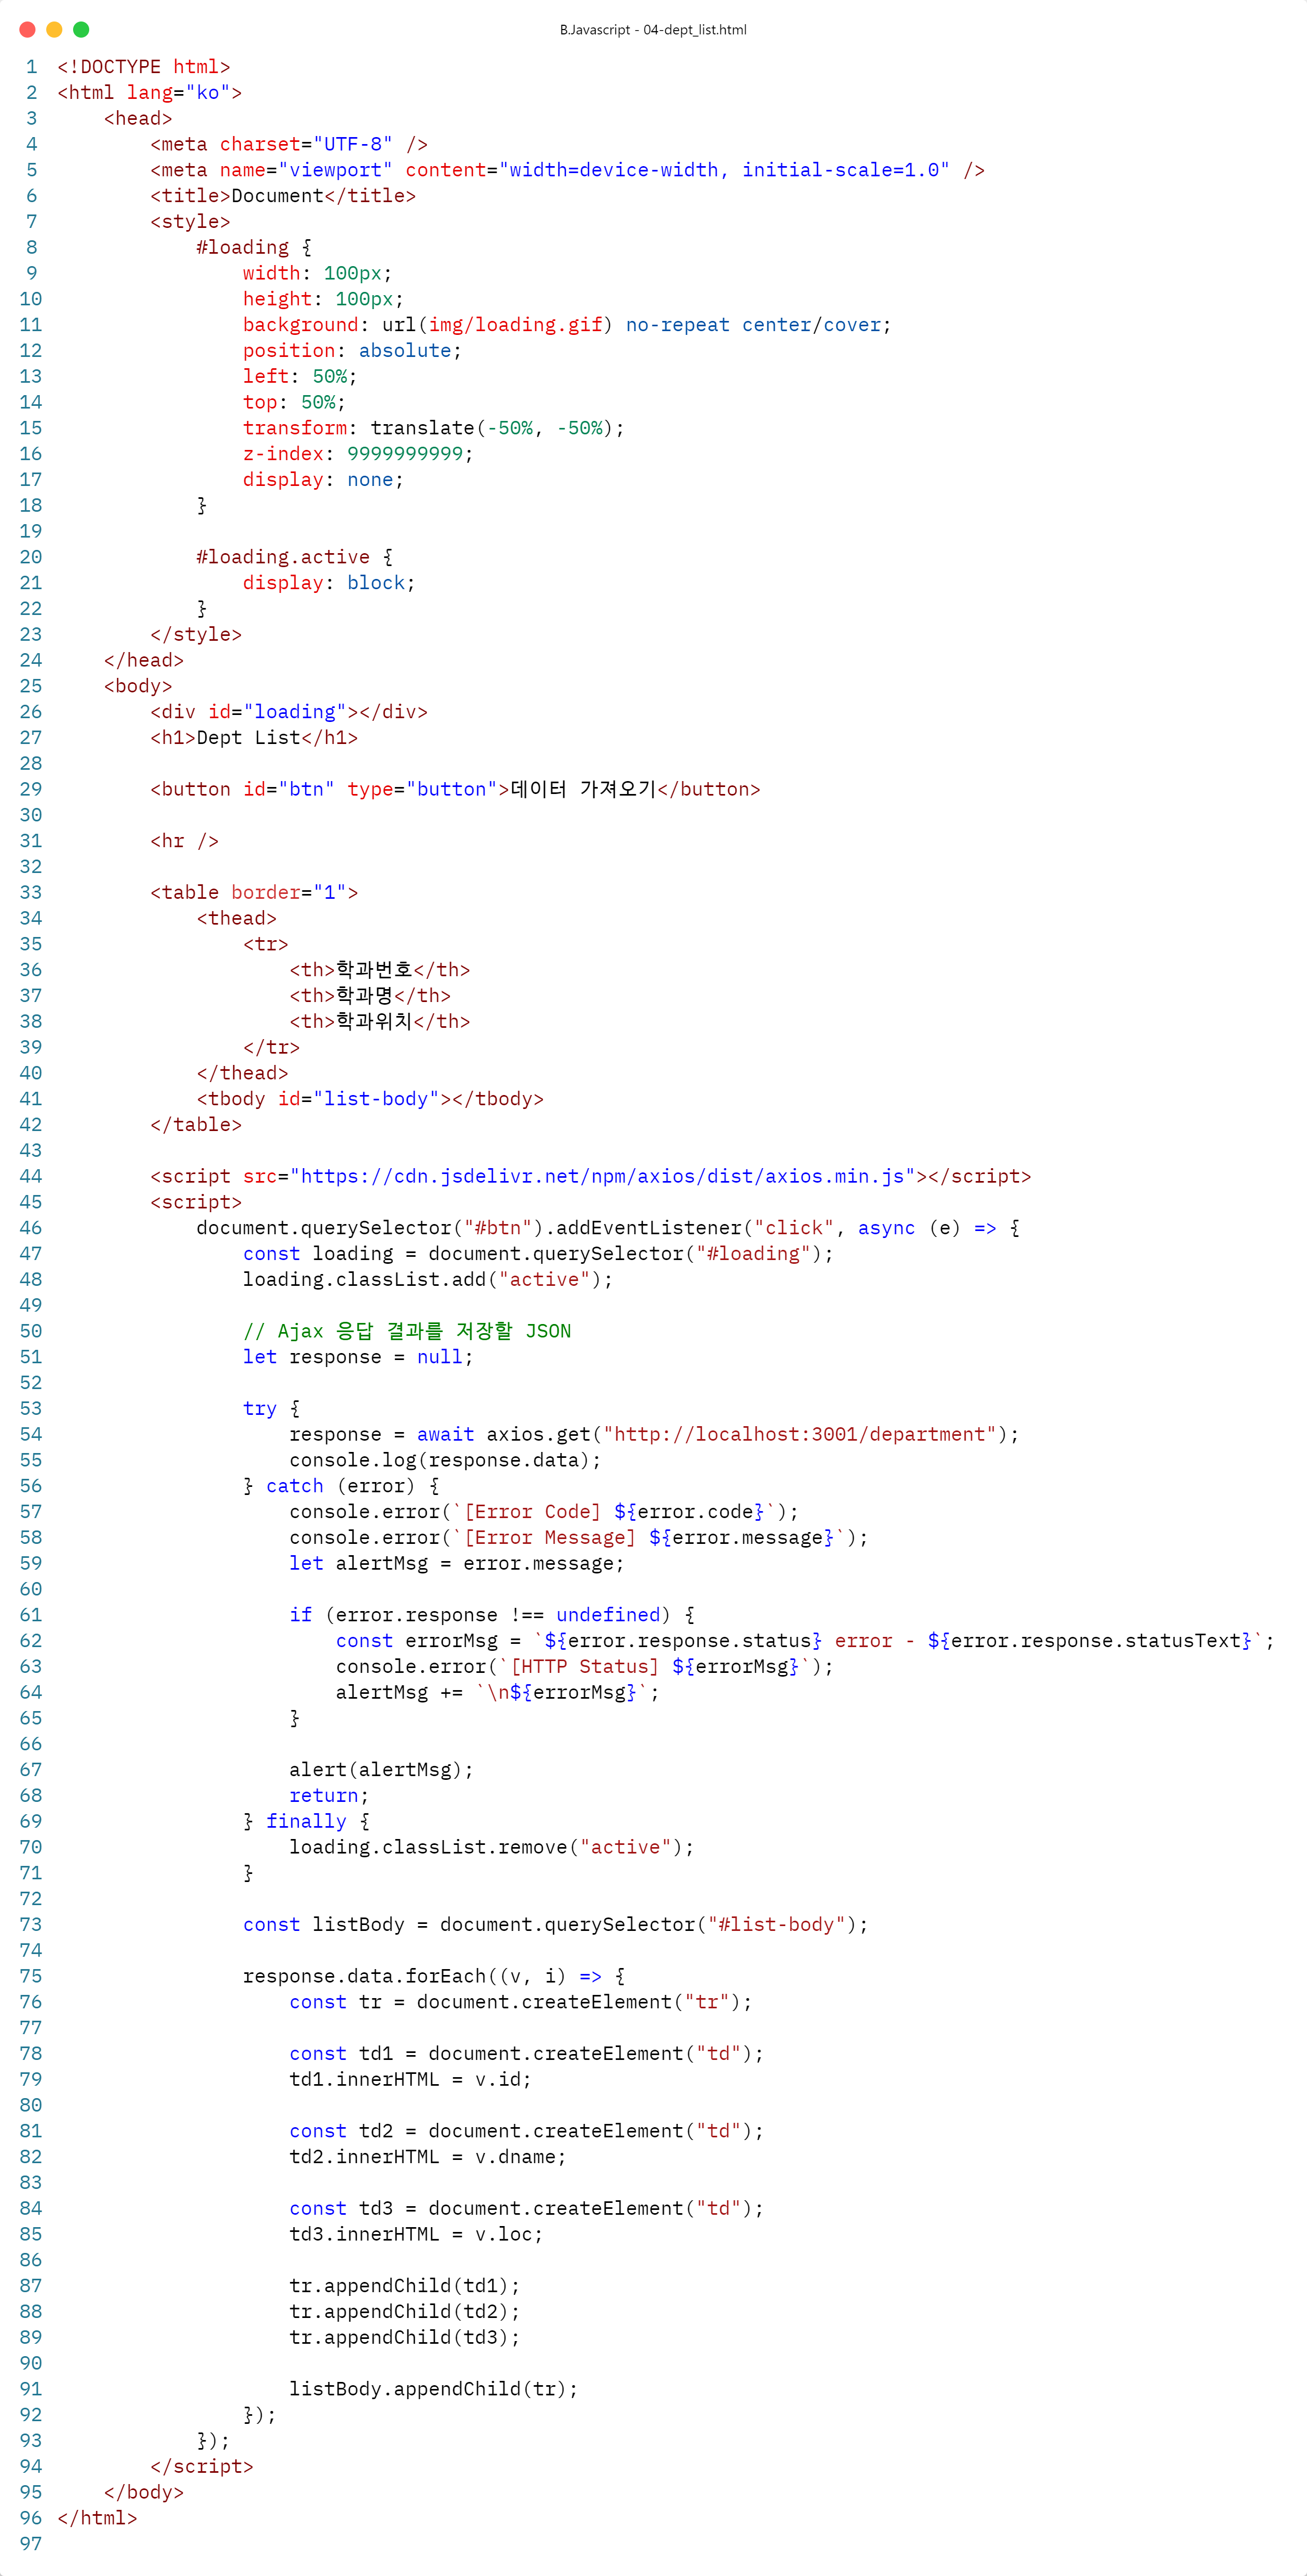 B.Javascript - 04-dept_list.html
1 <!DOCTYPE html>
2 <html lang="ko">
3     <head>
4         <meta charset="UTF-8" />
5         <meta name="viewport" content="width=device-width, initial-scale=1.0" />
6         <title>Document</title>
7         <style>
8             #loading {
9                 width: 100px;
10                 height: 100px;
11                 background: url(img/loading.gif) no-repeat center/cover;
12                 position: absolute;
13                 left: 50%;
14                 top: 50%;
15                 transform: translate(-50%, -50%);
16                 z-index: 9999999999;
17                 display: none;
18             }
19
20             #loading.active {
21                 display: block;
22             }
23         </style>
24     </head>
25     <body>
26         <div id="loading"></div>
27         <h1>Dept List</h1>
28
29         <button id="btn" type="button">데이터 가져오기</button>
30
31         <hr />
32
33         <table border="1">
34             <thead>
35                 <tr>
36                     <th>학과번호</th>
37                     <th>학과명</th>
38                     <th>학과위치</th>
39                 </tr>
40             </thead>
41             <tbody id="list-body"></tbody>
42         </table>
43
44         <script src="https://cdn.jsdelivr.net/npm/axios/dist/axios.min.js"></script>
45         <script>
46             document.querySelector("#btn").addEventListener("click", async (e) => {
47                 const loading = document.querySelector("#loading");
48                 loading.classList.add("active");
49
50                 // Ajax 응답 결과를 저장할 JSON
51                 let response = null;
52
53                 try {
54                     response = await axios.get("http://localhost:3001/department");
55                     console.log(response.data);
56                 } catch (error) {
57                     console.error(`[Error Code] ${error.code}`);
58                     console.error(`[Error Message] ${error.message}`);
59                     let alertMsg = error.message;
60
61                     if (error.response !== undefined) {
62                         const errorMsg = `${error.response.status} error - ${error.response.statusText}`;
63                         console.error(`[HTTP Status] ${errorMsg}`);
64                         alertMsg += `\n${errorMsg}`;
65                     }
66
67                     alert(alertMsg);
68                     return;
69                 } finally {
70                     loading.classList.remove("active");
71                 }
72
73                 const listBody = document.querySelector("#list-body");
74
75                 response.data.forEach((v, i) => {
76                     const tr = document.createElement("tr");
77
78                     const td1 = document.createElement("td");
79                     td1.innerHTML = v.id;
80
81                     const td2 = document.createElement("td");
82                     td2.innerHTML = v.dname;
83
84                     const td3 = document.createElement("td");
85                     td3.innerHTML = v.loc;
86
87                     tr.appendChild(td1);
88                     tr.appendChild(td2);
89                     tr.appendChild(td3);
90
91                     listBody.appendChild(tr);
92                 });
93             });
94         </script>
95     </body>
96 </html>
97